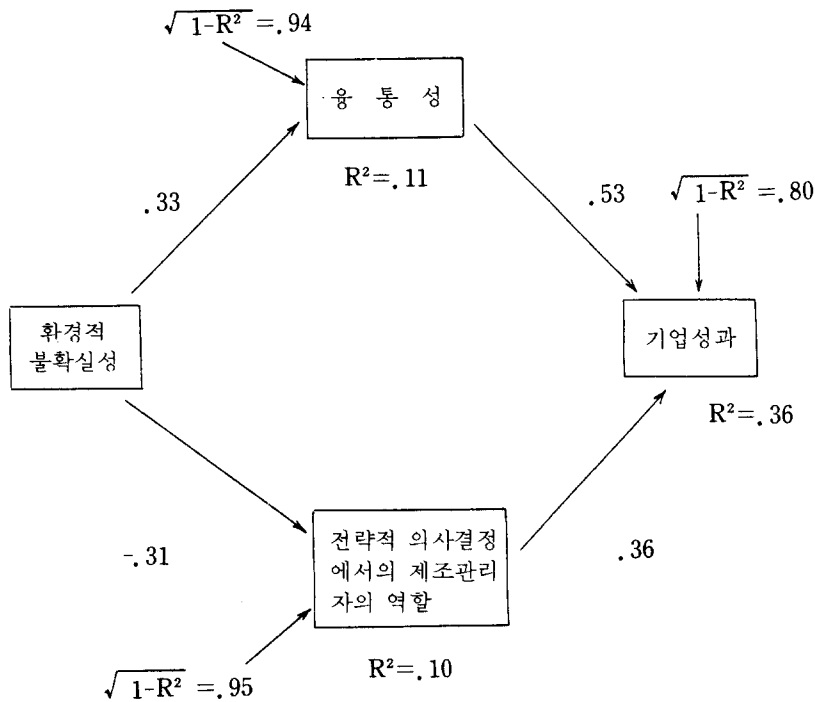 √1-R² =.94
융 통 성
R²=.11
.33
.53
√1-R² =.80
환경적
불확실성
기업성과
R²=.36
-.31
전략적 의사결정
에서의 제조관리
자의 역할
.36
R²=.10
√1-R² =.95